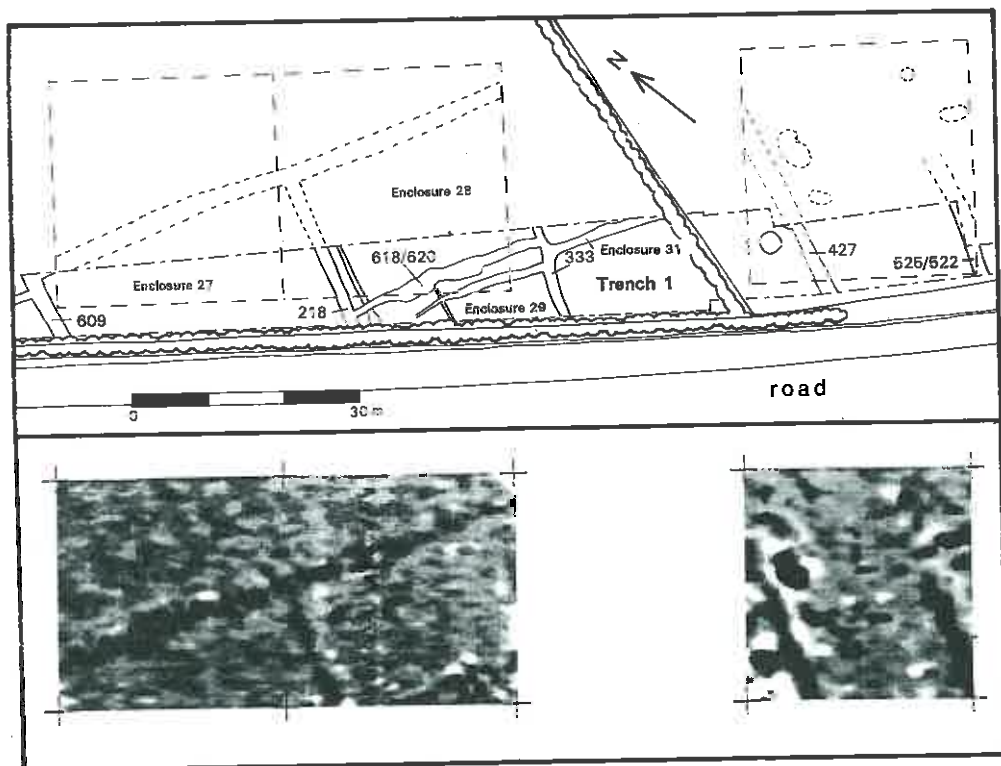 N
Enclosure 28
618/620
Enclosure 31
427
333
525/522
Enclosure 27
Trench 1
218
Enclosure 29
609
road
0
30m